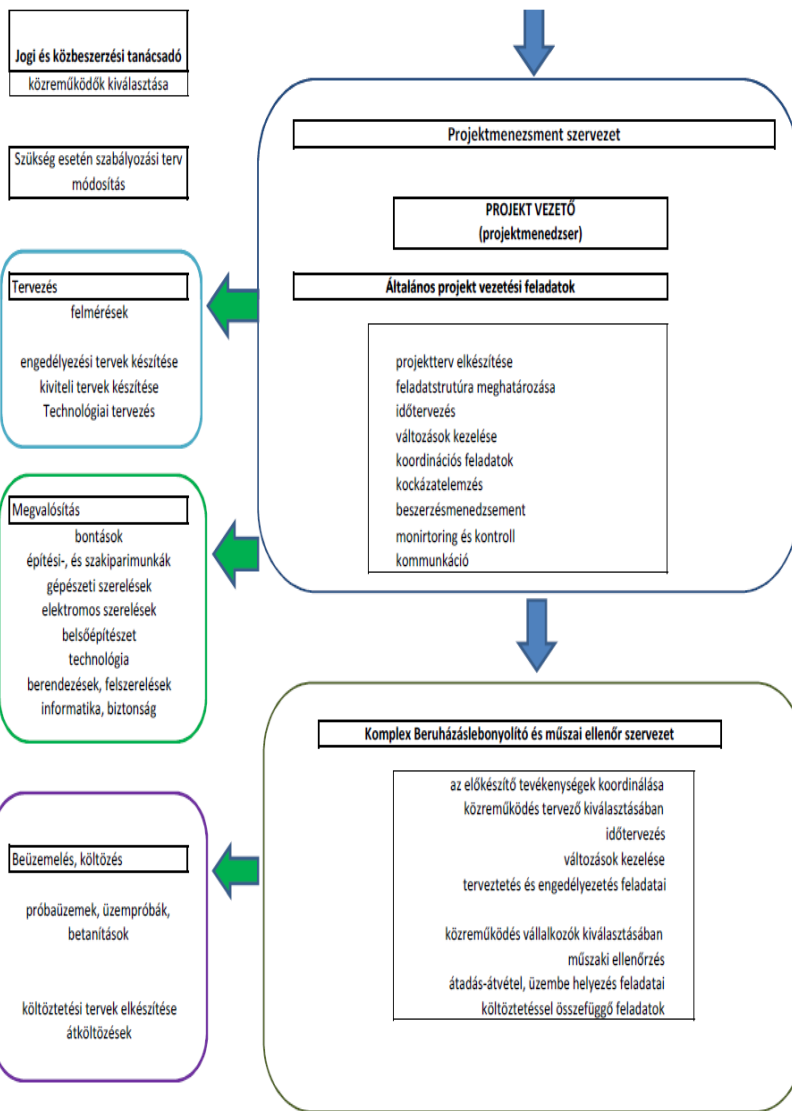 Jogi és közbeszerzési tanácsadó
közreműködők kiválasztása
Szükség esetén szabályozási terv
módosítás
Tervezés
felmérések
engedélyezési tervek készítése
kiviteli tervek készítése
Technológiai tervezés
Megvalósítás
bontások
építési-, és szakiparimunkák
gépészeti szerelések
elektromos szerelések
belsőépítészet
technológia
berendezések, felszerelések
informatika, biztonság
Beüzemelés, költözés
próbaüzemek, üzempróbák,
betanítások
költöztetési tervek elkészítése
átköltözések
Projektmenezsment szervezet
PROJEKT VEZETŐ
(projektmenedzser)
Általános projekt vezetési feladatok
projektterv elkészítése
feladatstrutúra meghatározása
időtervezés
változások kezelése
koordinációs feladatok
kockázatelemzés
beszerzésmenedzsement
monirtoring és kontroll
kommunkáció
Komplex Beruházáslebonyolító és műszai ellenőr szervezet
az előkészítő tevékenységek koordinálása
közreműködés tervező kiválasztásában
időtervezés
változások kezelése
terveztetés és engedélyezetés feladatai
közreműködés vállalkozók kiválasztásában
műszaki ellenőrzés
átadás-átvétel, üzembe helyezés feladatai
költöztetéssel összefüggő feladatok